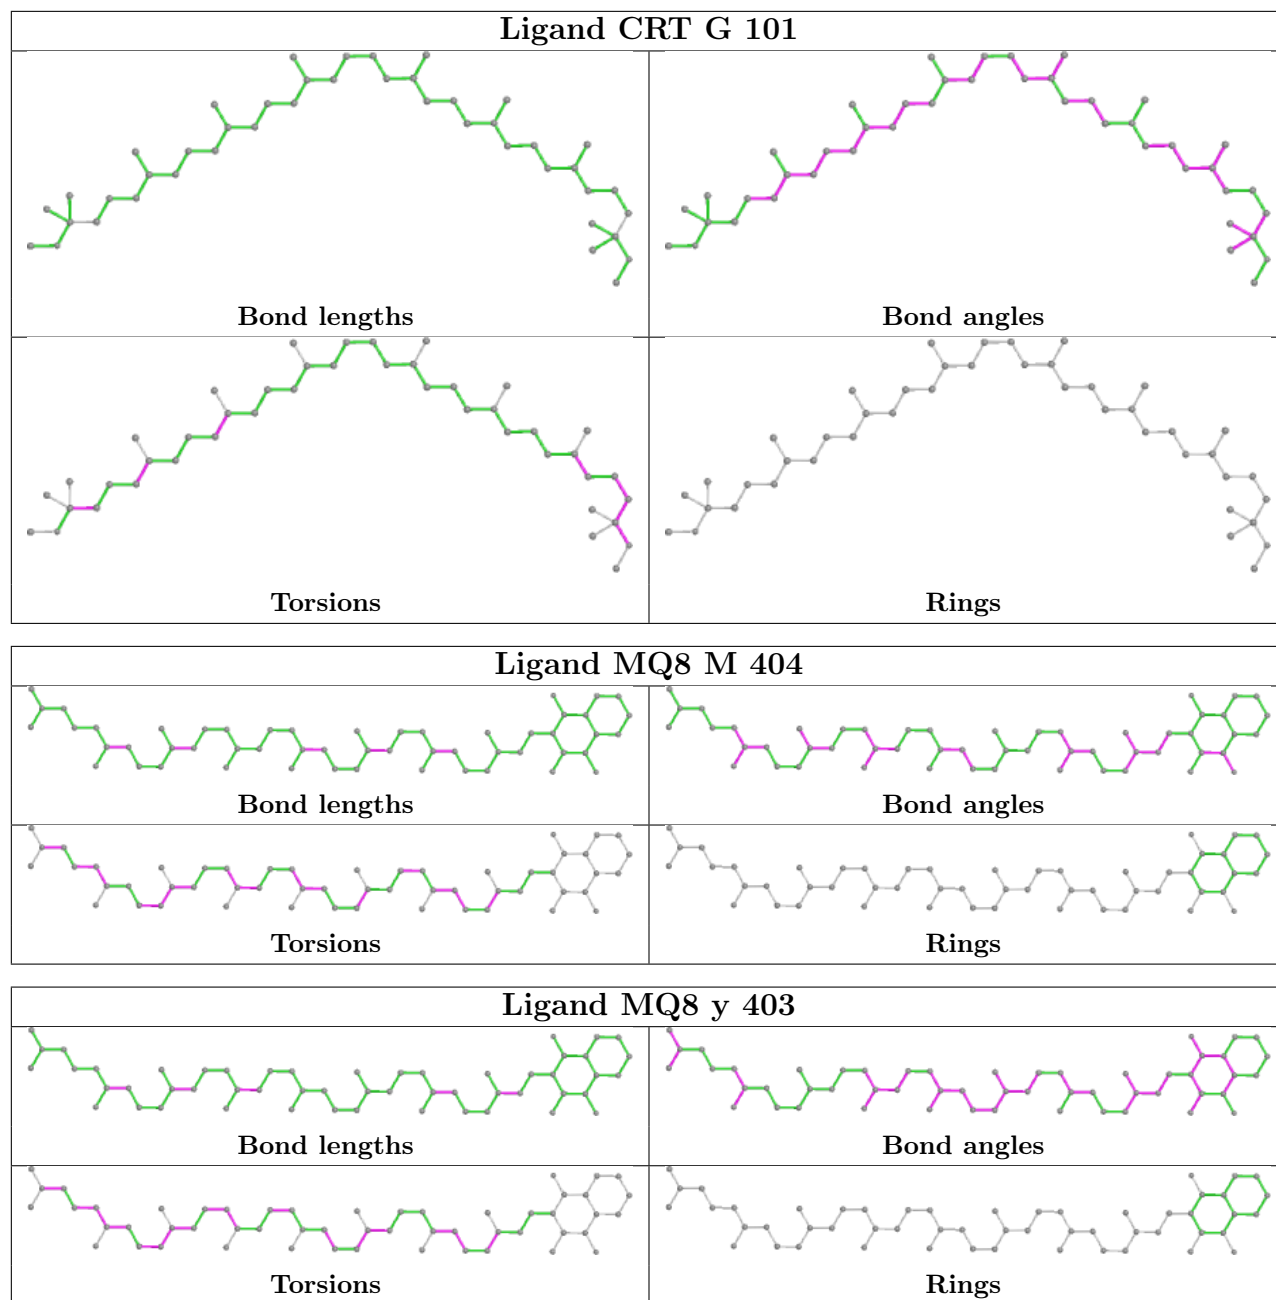 Ligand CRT G 101
Bond lengths
Bond angles
Torsions
Rings
Ligand MQ8 M 404
Bond lengths
Bond angles
Torsions
Rings
Ligand MQ8 y 403
Bond lengths
Bond angles
Torsions
Rings